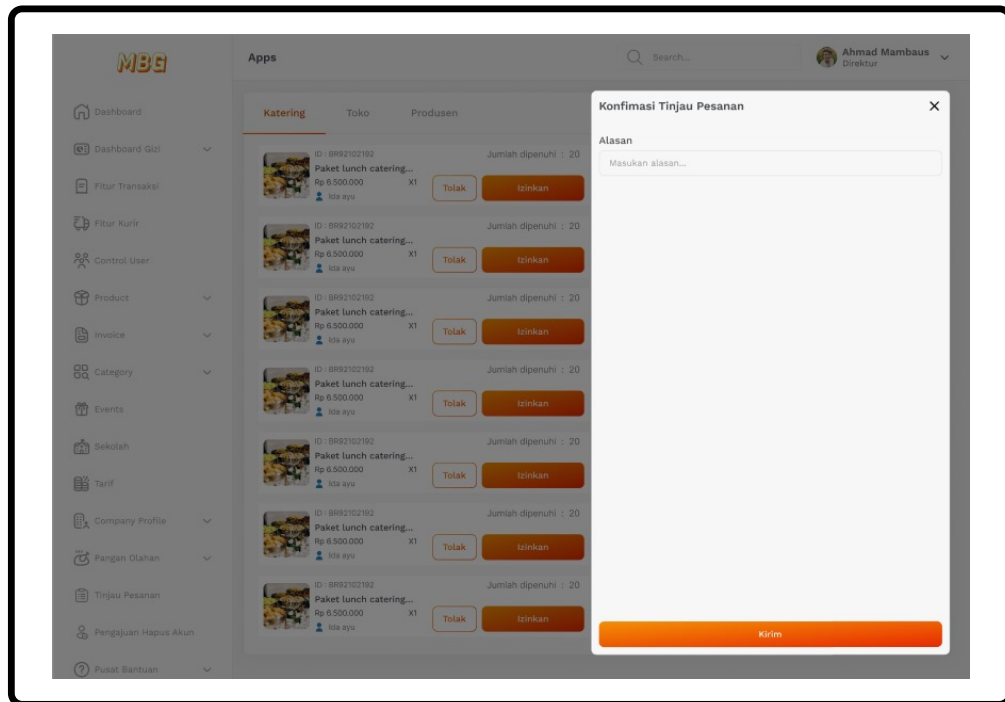 MBG
Apps
Search...
Ahmad Mambaus
Direktur
Dashboard
Dashboard Gizi
Fitur Transaksi
Fitur Kurir
Control User
Product
Invoice
Category
Events
Sekolah
Tarif
Company Profile
Pangan Olahan
Tinjau Pesanan
Pengajuan Hapus Akun
Pusat Bantuan
Katering Toko Produsen
ID : BR92102192 Jumlah dipenuhi : 20
Paket lunch catering...
Rp 6.500.000 X1 Tolak Izinkan
Ida ayu
ID : BR92102192 Jumlah dipenuhi : 20
Paket lunch catering...
Rp 6.500.000 X1 Tolak Izinkan
Ida ayu
ID : BR92102192 Jumlah dipenuhi : 20
Paket lunch catering...
Rp 6.500.000 X1 Tolak Izinkan
Ida ayu
ID : BR92102192 Jumlah dipenuhi : 20
Paket lunch catering...
Rp 6.500.000 X1 Tolak Izinkan
Ida ayu
ID : BR92102192 Jumlah dipenuhi : 20
Paket lunch catering...
Rp 6.500.000 X1 Tolak Izinkan
Ida ayu
ID : BR92102192 Jumlah dipenuhi : 20
Paket lunch catering...
Rp 6.500.000 X1 Tolak Izinkan
Ida ayu
ID : BR92102192 Jumlah dipenuhi : 20
Paket lunch catering...
Rp 6.500.000 X1 Tolak Izinkan
Ida ayu
Konfimasi Tinjau Pesanan
Alasan
Masukan alasan...
Kirim